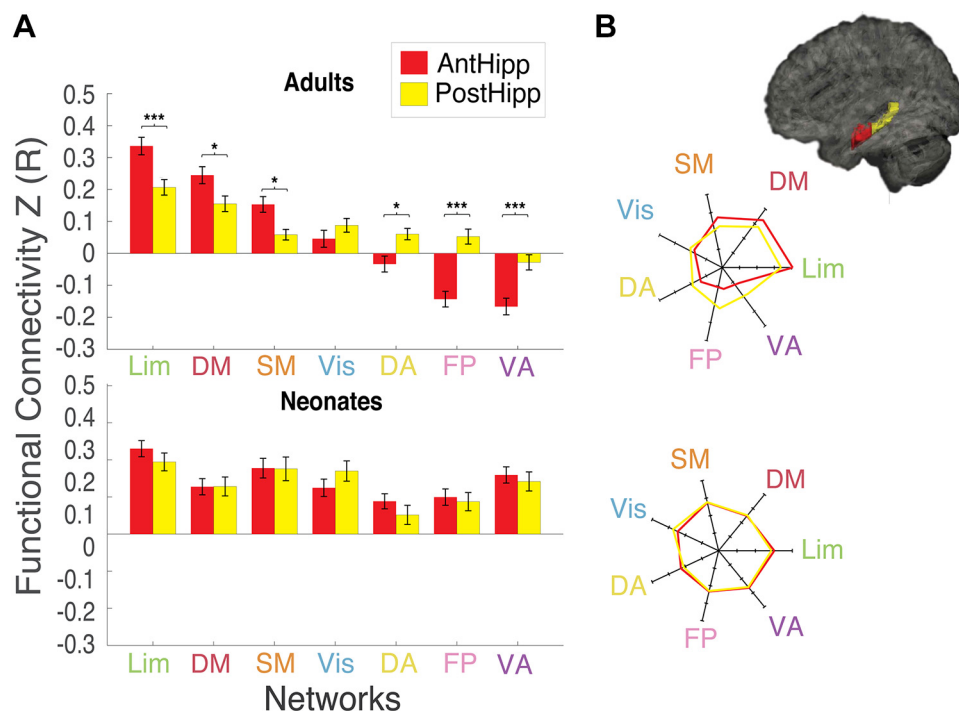 A
B
AntHipp
PostHipp
Adults
Functional Connectivity Z (R)
0.5
0.4
0.3
0.2
0.1
0
-0.1
-0.2
-0.3
***
*
*
*
***
***
Lim DM SM Vis DA FP VA
Neonates
0.5
0.4
0.3
0.2
0.1
0
-0.1
-0.2
-0.3
Lim DM SM Vis DA FP VA
Networks
SM
DM
Vis
Lim
DA
FP
VA
SM
DM
Vis
Lim
DA
FP
VA